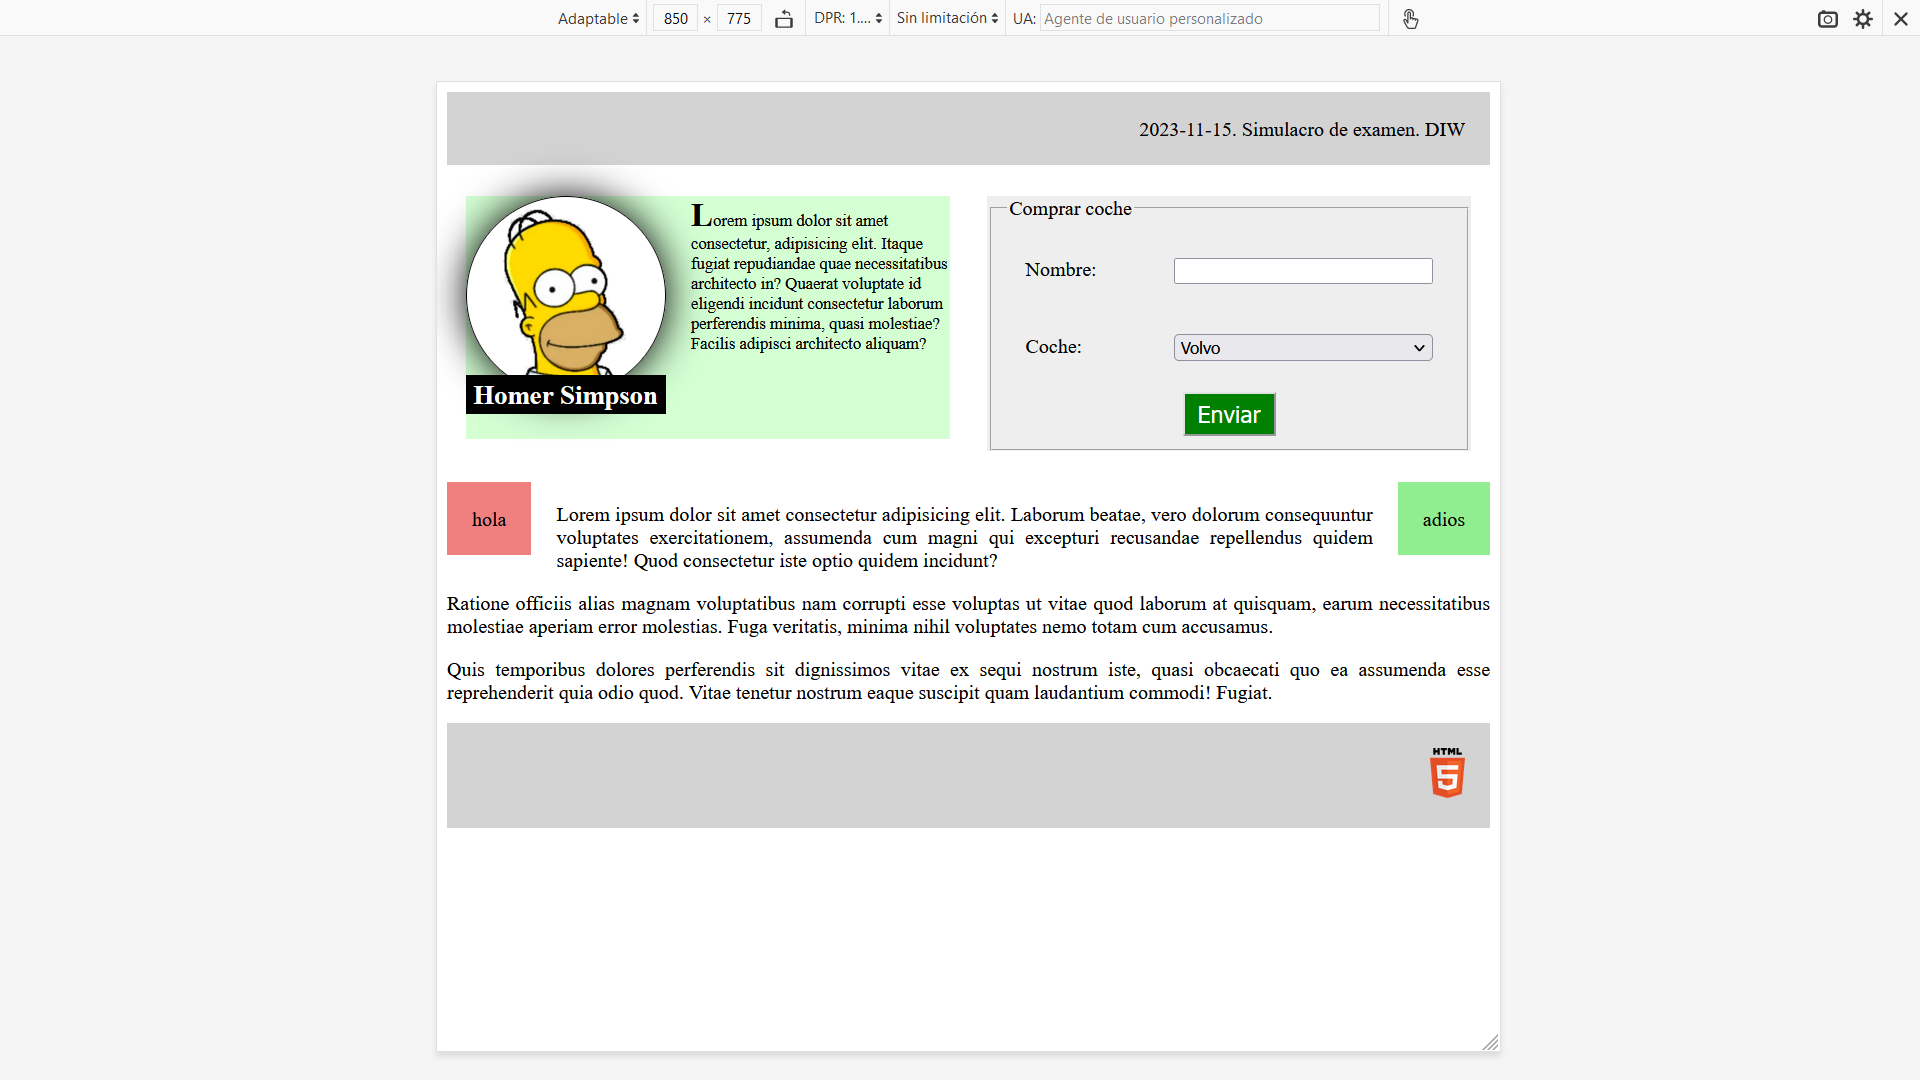 Adaptable 850 × 775 DPR: 1.... Sin limitación UA: Agente de usuario personalizado
2023-11-15. Simulacro de examen. DIW
Lorem ipsum dolor sit amet
consectetur, adipisicing elit. Itaque
fugiat repudiandae quae necessitatibus
architecto in? Quaerat voluptate id
eligendi incidunt consectetur laborum
perferendis minima, quasi molestiae?
Facilis adipisci architecto aliquam?
Homer Simpson
Comprar coche
Nombre:
Coche: Volvo
Enviar
hola
Lorem ipsum dolor sit amet consectetur adipisicing elit. Laborum beatae, vero dolorum consequuntur
voluptates exercitationem, assumenda cum magni qui excepturi recusandae repellendus quidem
sapiente! Quod consectetur iste optio quidem incidunt?
adios
Ratione officiis alias magnam voluptatibus nam corrupti esse voluptas ut vitae quod laborum at quisquam, earum necessitatibus
molestiae aperiam error molestias. Fuga veritatis, minima nihil voluptates nemo totam cum accusamus.
Quis temporibus dolores perferendis sit dignissimos vitae ex sequi nostrum iste, quasi obcaecati quo ea assumenda esse
reprehenderit quia odio quod. Vitae tenetur nostrum eaque suscipit quam laudantium commodi! Fugiat.
HTML
5